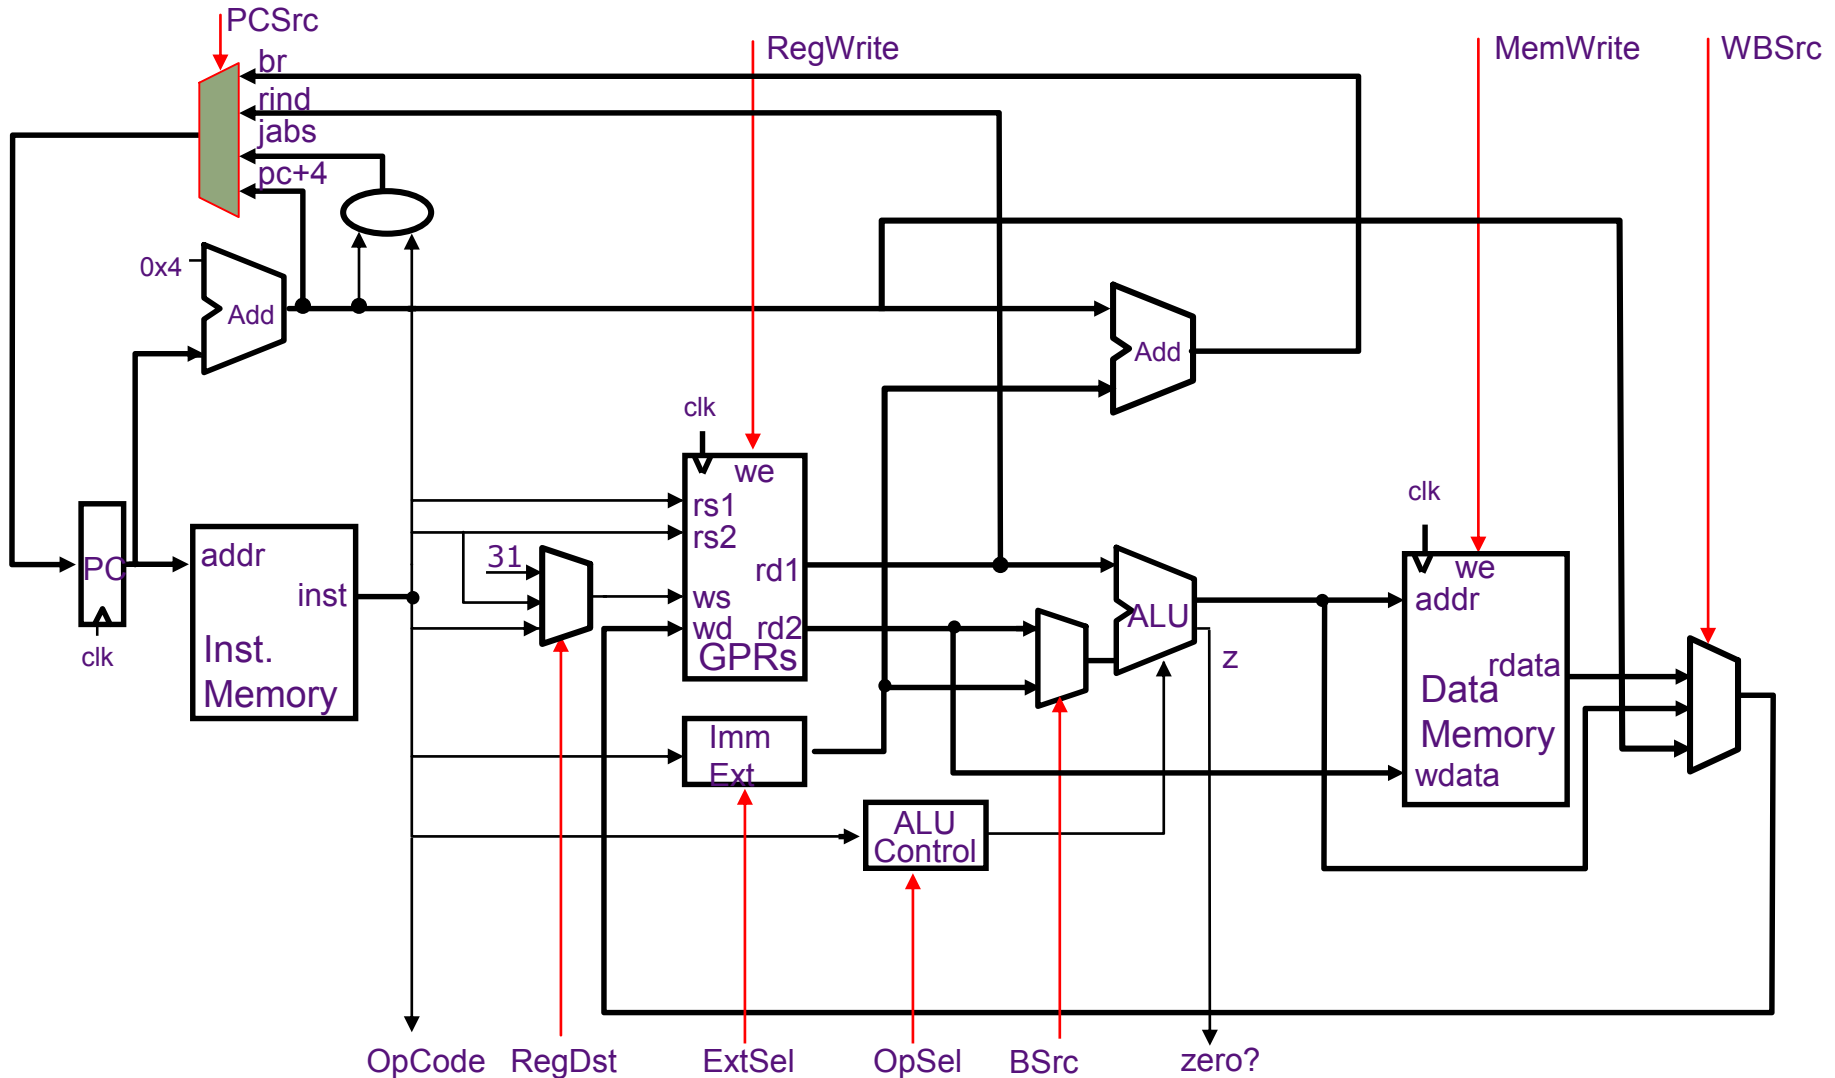 PCSrc
RegWrite
MemWrite
WBSrc
br
rind
jabs
pc+4
0x4
Add
Add
clk
we
rs1
rs2
31
rd1
ws
wd
rd2
GPRs
PC
clk
addr
inst
Inst.
Memory
ALU
z
clk
we
addr
rdata
Data
Memory
wdata
Imm
Ext
ALU
Control
OpCode
RegDst
ExtSel
OpSel
BSrc
zero?